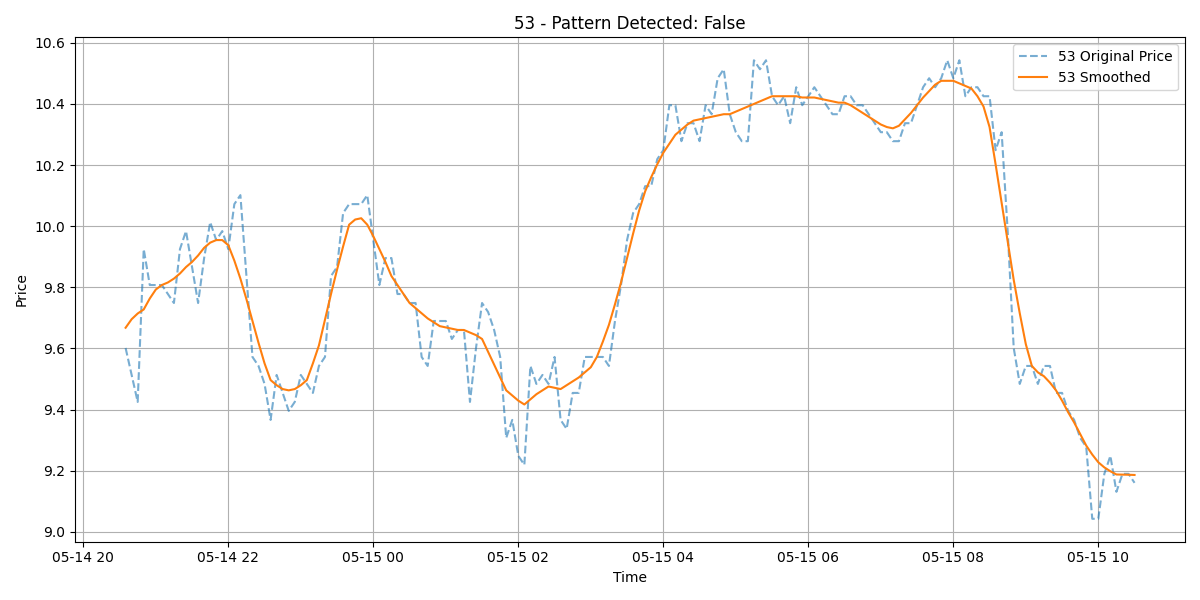 53 - Pattern Detected: False
53 Original Price
53 Smoothed
Price
10.6
10.4
10.2
10.0
9.8
9.6
9.4
9.2
9.0
05-14 20 05-14 22 05-15 00 05-15 02 05-15 04 05-15 06 05-15 08 05-15 10
Time